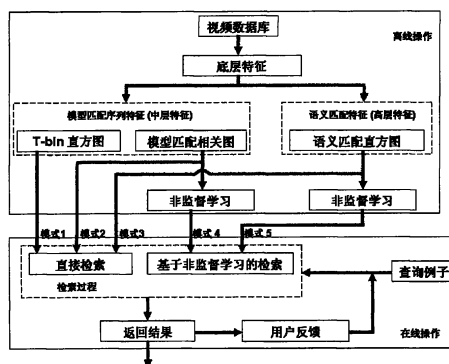 视频数据库
离线操作
底层特征
模型匹配序列特征(中层特征)
语义匹配特征(高层特征)
T-bin 直方图
模型匹配相关图
语义匹配直方图
非监督学习
非监督学习
模式1
模式2
模式3
模式4
模式5
直接检索
基于非监督学习的检索
查询例子
检索过程
返回结果
用户反馈
在线操作